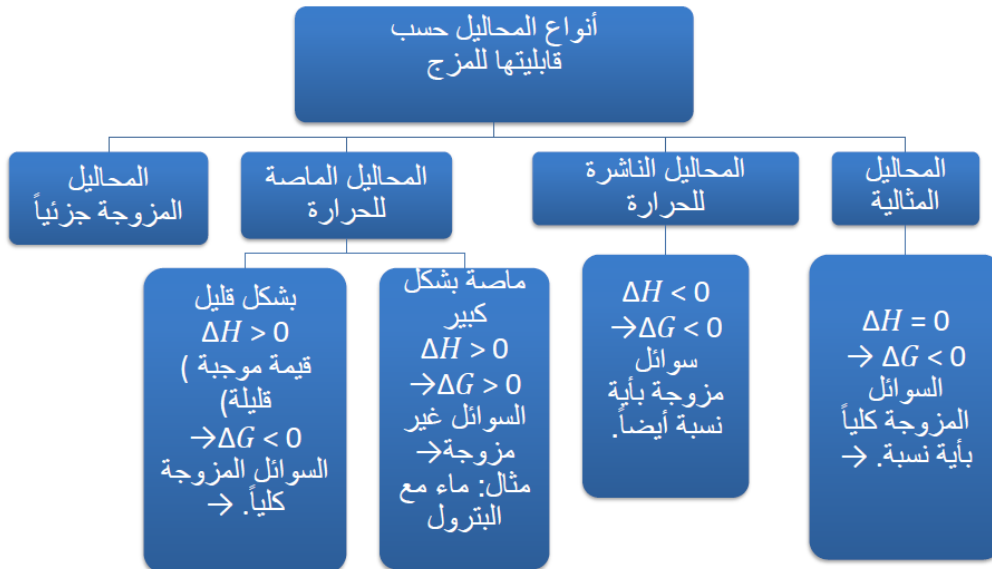 أنواع المحاليل حسب
قابليتها للمزج
المحاليل
المثالية
المحاليل الناشرة
للحرارة
المحاليل الماصة
للحرارة
المحاليل
المزوجة جزئياً
ΔH = 0
→ ΔG < 0
السوائل
المزوجة كلياً
بأية نسبة. →
ΔH < 0
→ΔG < 0
سوائل
مزوجة بأية
نسبة أيضاً.
ماصة بشكل
كبير
ΔH > 0
→ΔG > 0
السوائل غير
مزوجة→
مثال: ماء مع
البترول
بشكل قليل
ΔH > 0
قيمة موجبة )
قليلة)
→ΔG < 0
السوائل المزوجة
كلياً. →